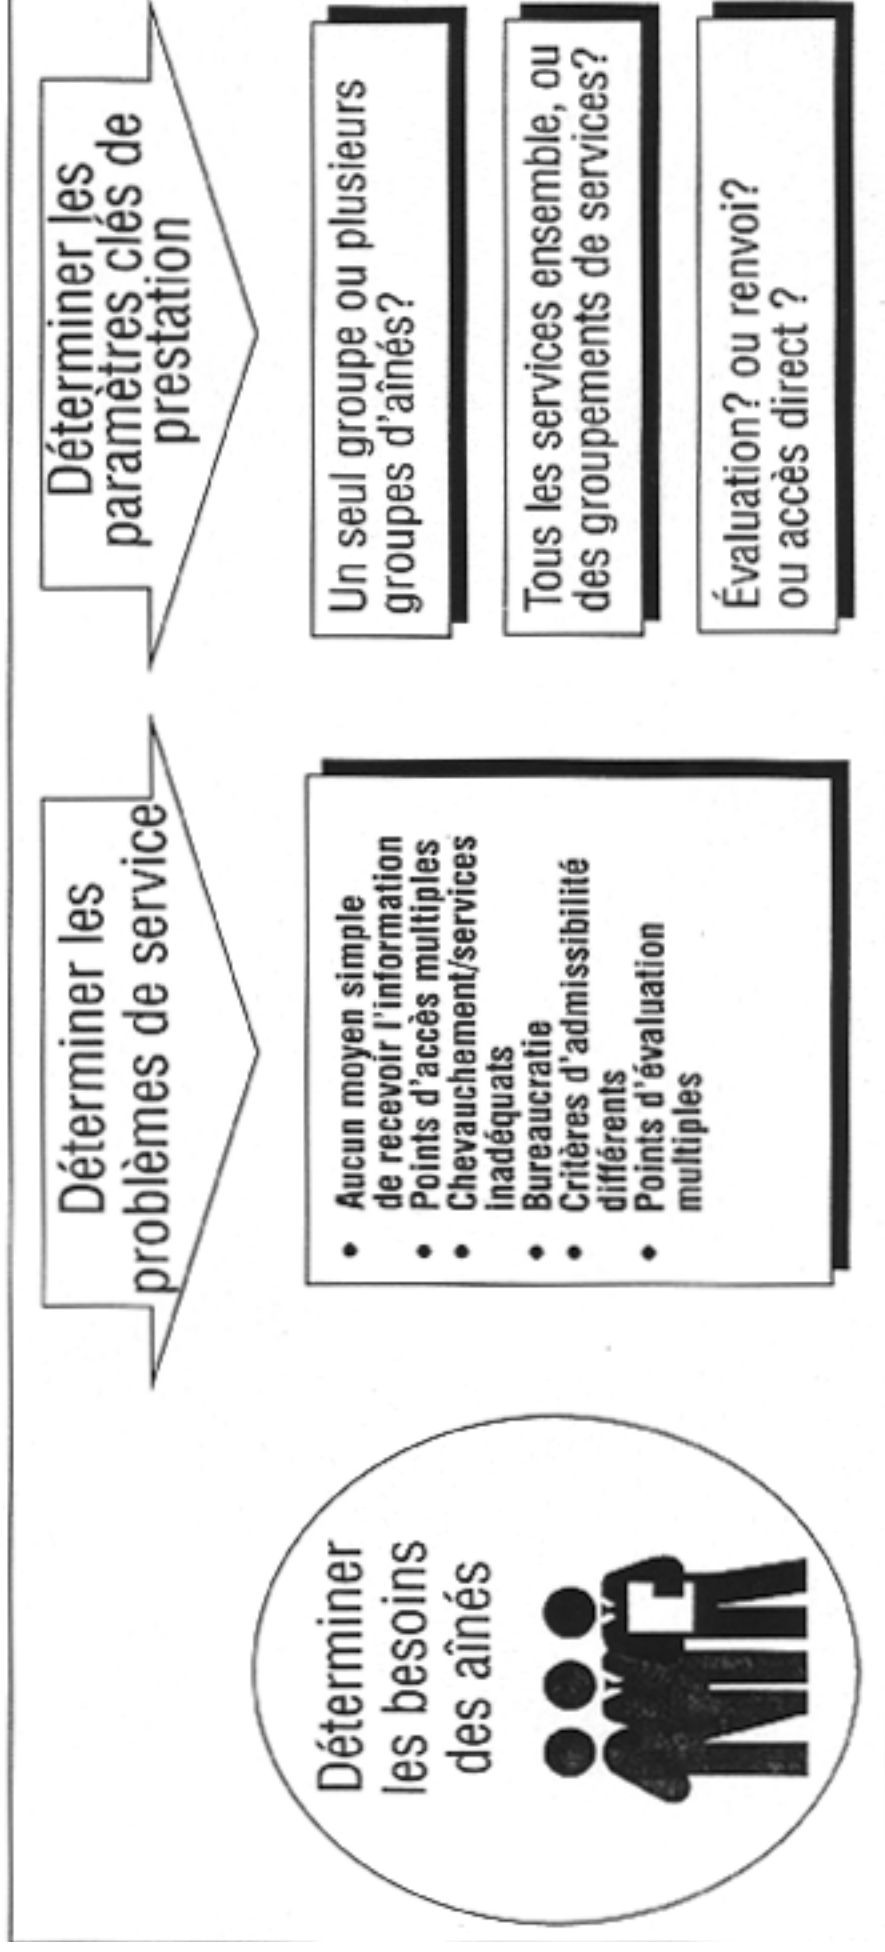 Déterminer
les besoins
des aînés
Déterminer les
problèmes de service
• Aucun moyen simple
de recevoir l'information
• Points d'accès multiples
• Chevauchement/services
inadéquats
• Bureaucratie
• Critères d'admissibilité
différents
• Points d'évaluation
multiples
Déterminer les
paramètres clés de
prestation
Un seul groupe ou plusieurs
groupes d'aînés?
Tous les services ensemble, ou
des groupements de services?
Évaluation? ou renvoi?
ou accès direct ?